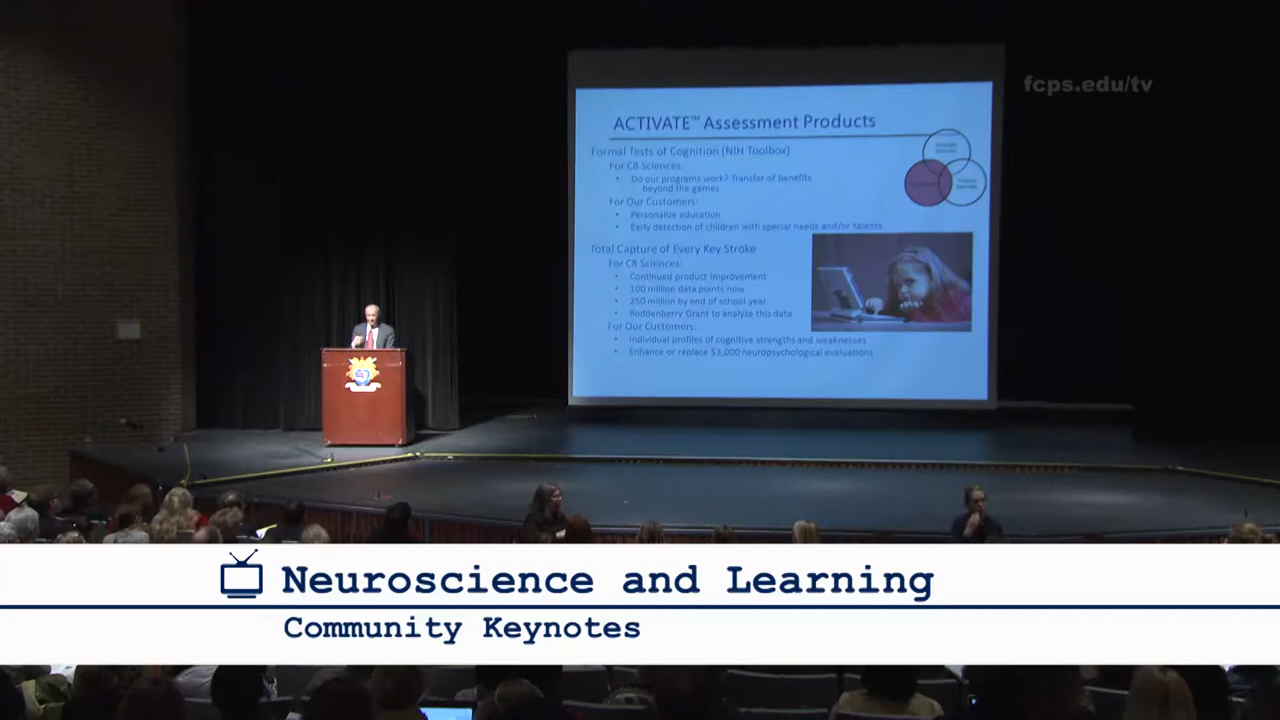 fcps.edu/tv
ACTIVATE™ Assessment Products
Formal Tests of Cognition (NIH Toolbox)
For C8 Sciences:
• Do our programs work? Transfer of benefits
beyond the games
For Our Customers:
• Personalize education
• Early detection of children with special needs and/or talents
Total Capture of Every Key Stroke
For C8 Sciences:
• Continued product improvement
• 100 million data points now
• 250 million by end of school year
• Roddenberry Grant to analyze this data
For Our Customers:
• Individual profiles of cognitive strengths and weaknesses
• Enhance or replace $3,000 neuropsychological evaluations
Neuroscience and Learning
Community Keynotes